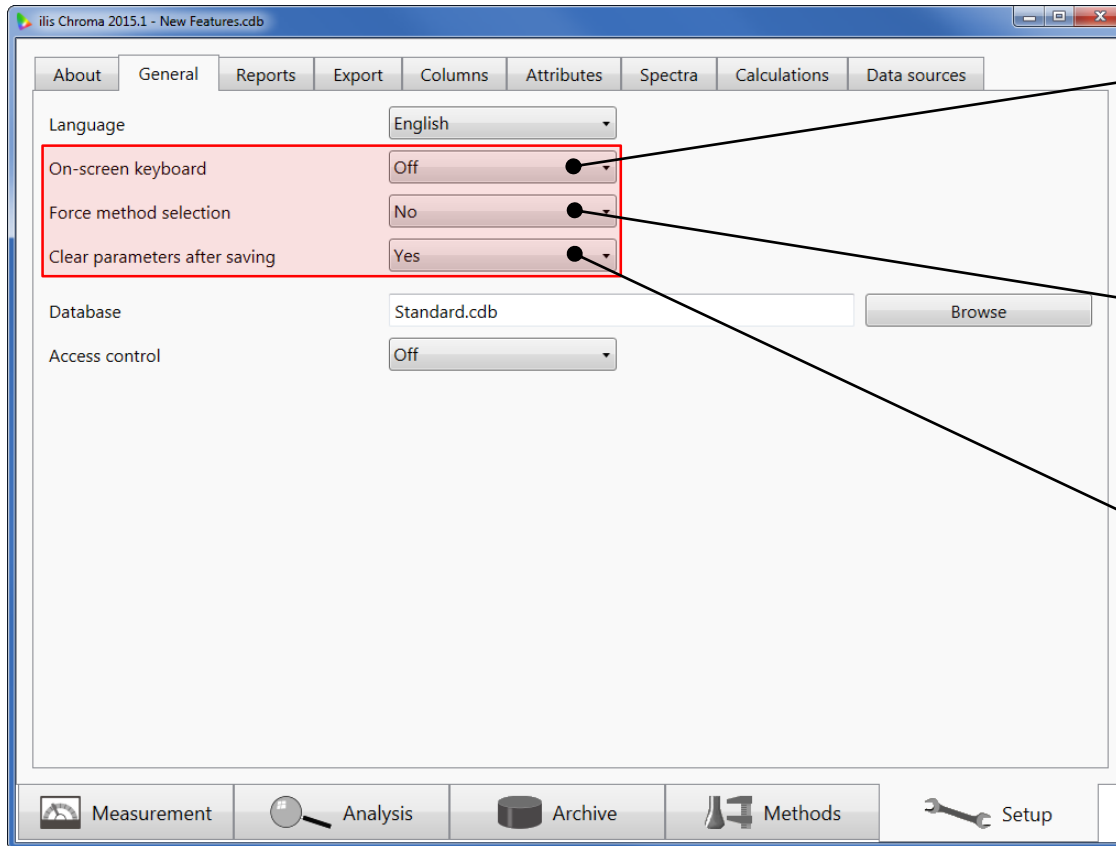 ilis Chroma 2015.1 - New Features.cdb
About General Reports Export Columns Attributes Spectra Calculations Data sources
Language English
On-screen keyboard Off
Force method selection No
Clear parameters after saving Yes
Database Standard.cdb Browse
Access control Off
Measurement Analysis Archive Methods Setup